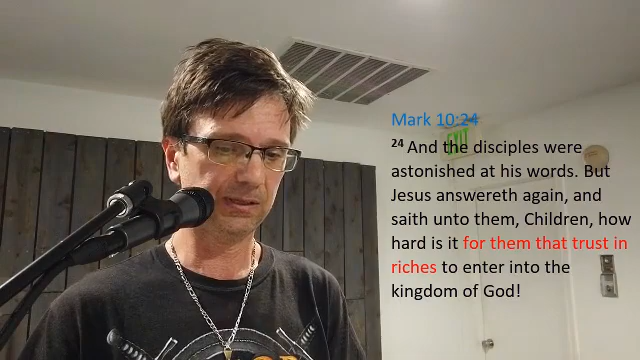 Mark 10:24
EXIT
24 And the disciples were
astonished at his words. But
Jesus answereth again, and
saith unto them, Children, how
hard is it for them that trust in
riches to enter into the
kingdom of God!